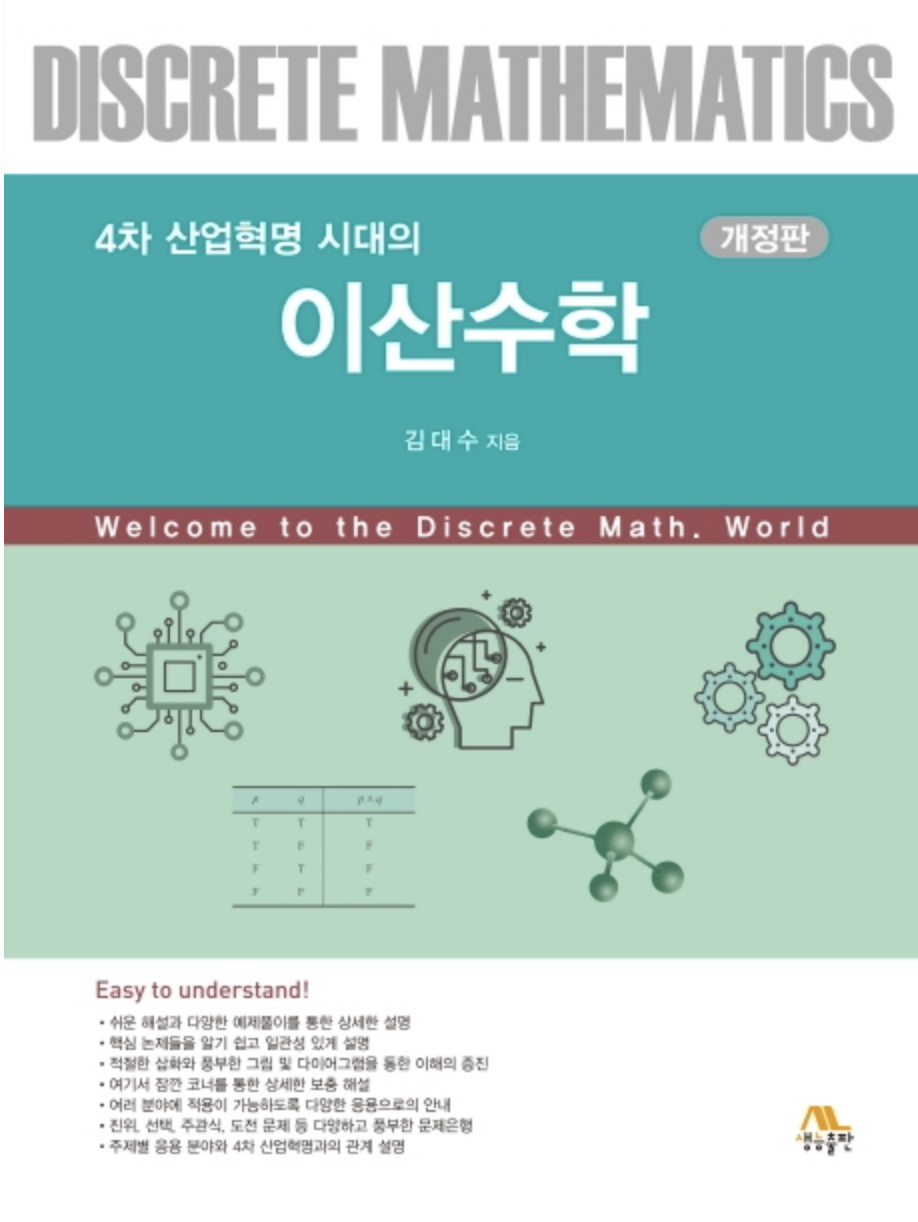 DISCRETE MATHEMATICS
4차 산업혁명 시대의
개정판
이산수학
김대수 지음
Welcome to the Discrete Math. World
p q p∧q
T T T
T F F
F T F
F F F
Easy to understand!
• 쉬운 해설과 다양한 예제풀이를 통한 상세한 설명
• 핵심 논제들을 알기 쉽고 일관성 있게 설명
• 적절한 삽화와 풍부한 그림 및 다이어그램을 통한 이해의 증진
• 여기서 잠깐 코너를 통한 상세한 보충 해설
• 여러 분야에 적용이 가능하도록 다양한 응용으로의 안내
• 진위, 선택, 주관식, 도전 문제 등 다양하고 풍부한 문제은행
• 주제별 응용 분야와 4차 산업혁명과의 관계 설명
생능출판